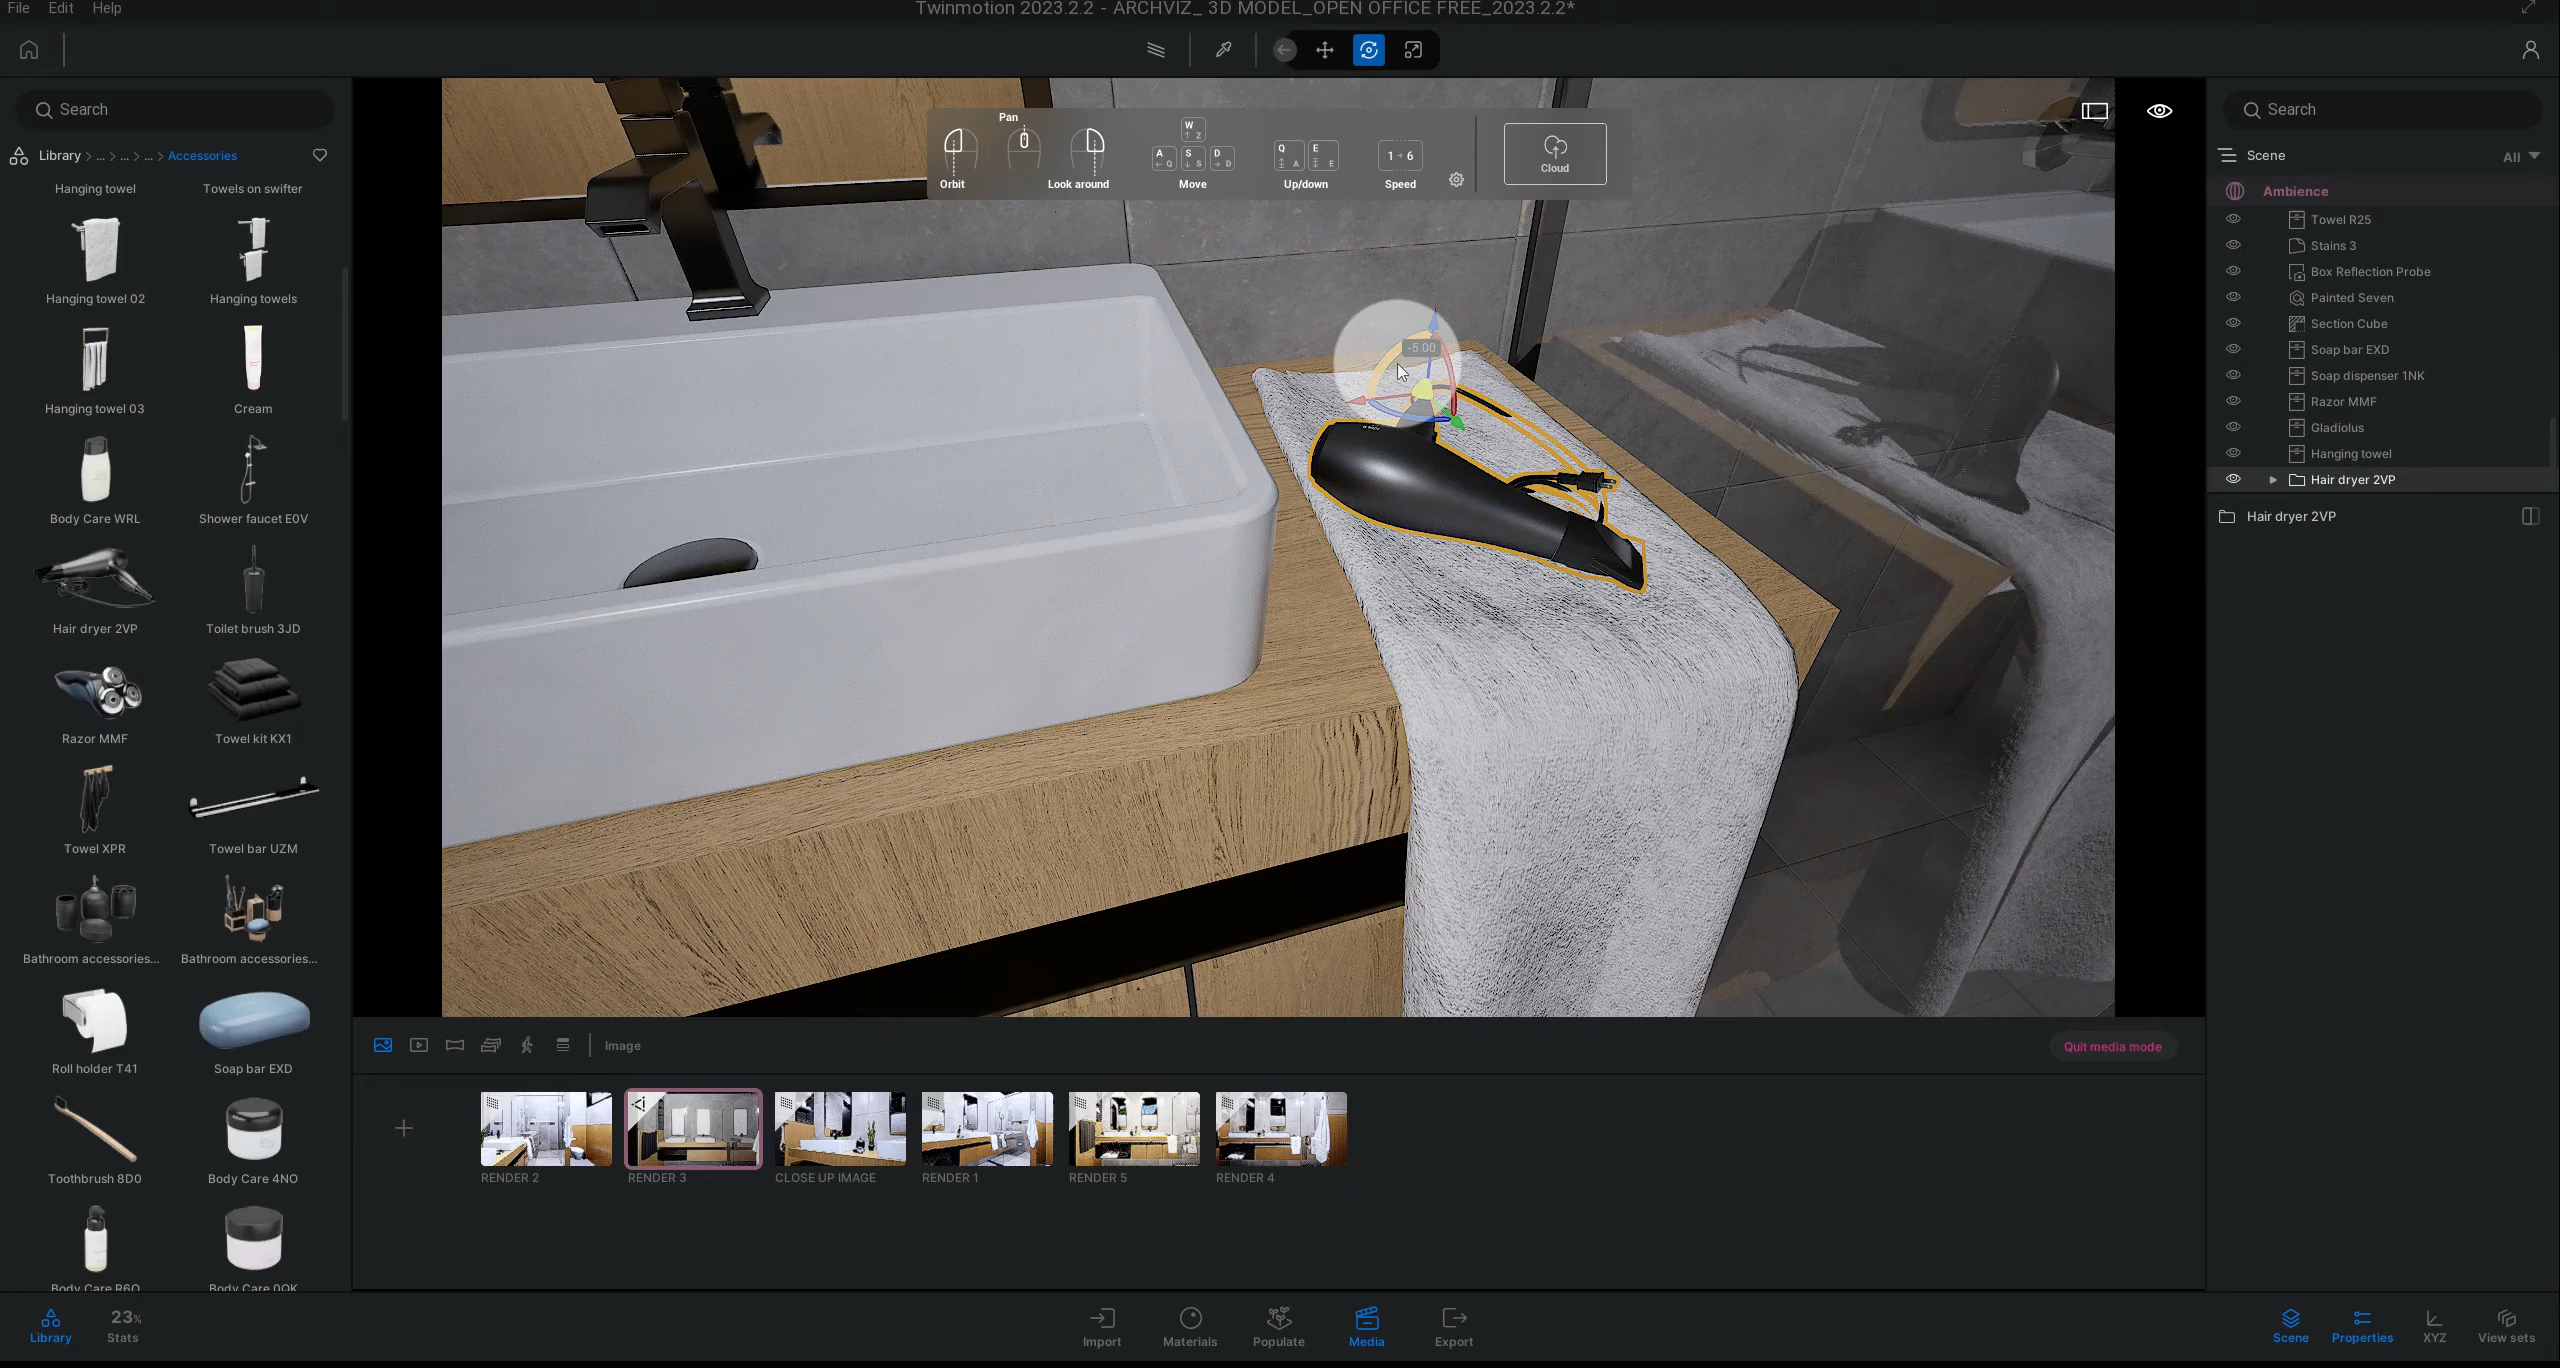 File Edit Help
Twinmotion 2023.2.2 - ARCHVIZ_ 3D MODEL_OPEN OFFICE FREE_2023.2.2*
Search
Library > ... > ... > ... > Accessories
Hanging towel
Towels on swifter
Hanging towel 02
Hanging towels
Hanging towel 03
Cream
Body Care WRL
Shower faucet E0V
Hair dryer 2VP
Toilet brush 3JD
Razor MMF
Towel kit KX1
Towel XPR
Towel bar UZM
Bathroom accessories...
Bathroom accessories...
Roll holder T41
Soap bar EXD
Toothbrush 8D0
Body Care 4NO
Library
23%
Stats
Pan
Orbit
Look around
W
Z
A
Q
S
S
D
D
Move
Q
A
E
E
Up/down
1 - 6
Speed
Cloud
-5.00
Image
Quit media mode
RENDER 2
RENDER 3
CLOSE UP IMAGE
RENDER 1
RENDER 5
RENDER 4
Import
Materials
Populate
Media
Export
Search
Scene
All
Ambience
Towel R25
Stains 3
Box Reflection Probe
Painted Seven
Section Cube
Soap bar EXD
Soap dispenser 1NK
Razor MMF
Gladiolus
Hanging towel
Hair dryer 2VP
Hair dryer 2VP
Scene
Properties
XYZ
View sets